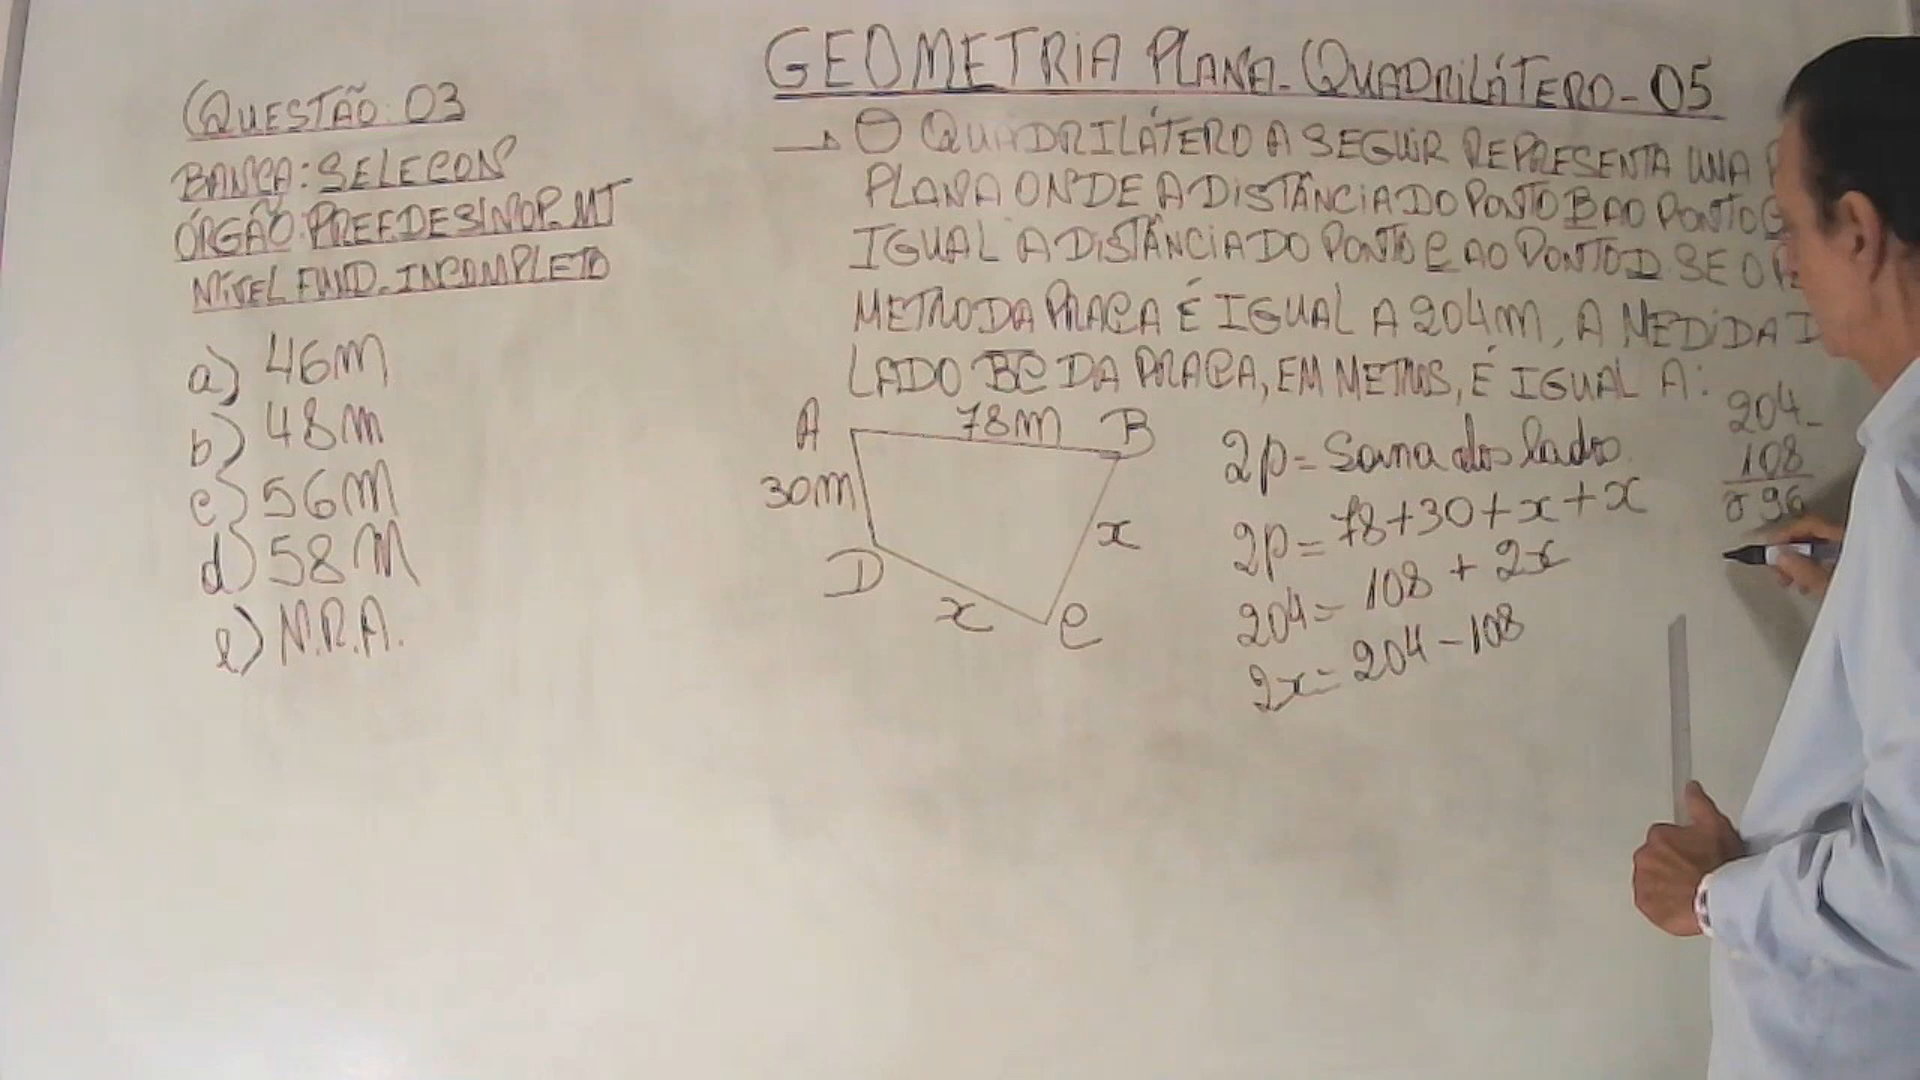 GEOMETRIA PLANA - QUADRILÁTERO - 05
QUESTÃO: 03
BANCA: SELECON
ÓRGÃO: PREF. DE SINOP. MT
NÍVEL FUND. INCOMPLETO
a) 46m
b) 48m
c) 56m
d) 58m
e) N.R.A.
→ O QUADRILÁTERO A SEGUIR REPRESENTA UMA P
PLANA ONDE A DISTÂNCIA DO PONTO B AO PONTO C
IGUAL A DISTÂNCIA DO PONTO C AO PONTO D. SE O PE
METRO DA PRAÇA É IGUAL A 204m, A MEDIDA D
LADO BC DA PRAÇA, EM METROS, É IGUAL A:
A 78m B
30m
x
D
x C
2p = Soma dos lados
2p = 78+30+x+x
204 = 108 + 2x
2x = 204 - 108
204 -
108
0 96